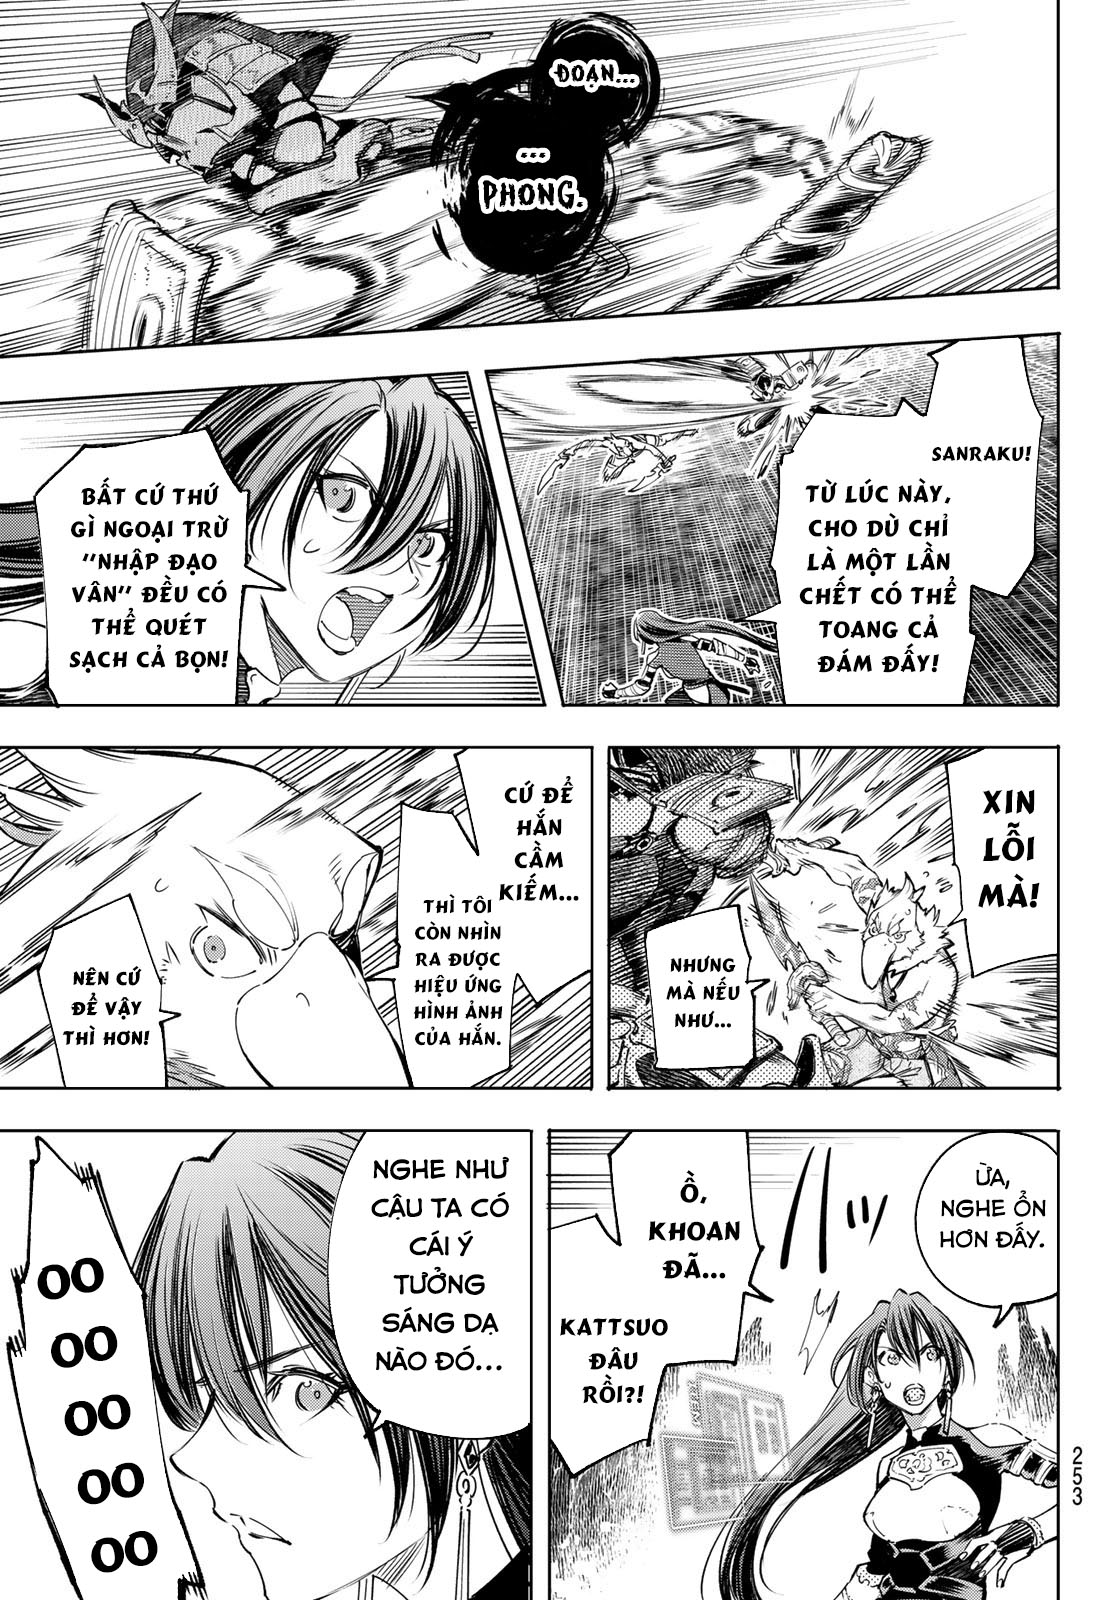 ĐOẠN...
...
PHONG.
SANRAKU!
TỪ LÚC NÀY,
CHO DÙ CHỈ
LÀ MỘT LẦN
CHẾT CÓ THỂ
TOANG CẢ
ĐÁM ĐẤY!
BẤT CỨ THỨ
GÌ NGOẠI TRỪ
"NHẬP ĐẠO
VÂN" ĐỀU CÓ
THỂ QUÉT
SẠCH CẢ BỌN!
XIN
LỖI
MÀ!
NHƯNG
MÀ NẾU
NHƯ...
CỨ ĐỂ
HẮN
CẦM
KIẾM...
THÌ TÔI
CÒN NHÌN
RA ĐƯỢC
HIỆU ỨNG
HÌNH ẢNH
CỦA HẮN.
NÊN CỨ
ĐỂ VẬY
THÌ HƠN!
ỪA,
NGHE ỔN
HƠN ĐẤY.
Ồ,
KHOAN
ĐÃ...
KATTSUO
ĐÂU
RỒI?!
NGHE NHƯ
CẬU TA CÓ
CÁI Ý
TƯỞNG
SÁNG DẠ
NÀO ĐÓ...
OO
OO
OO
OO
OO
253